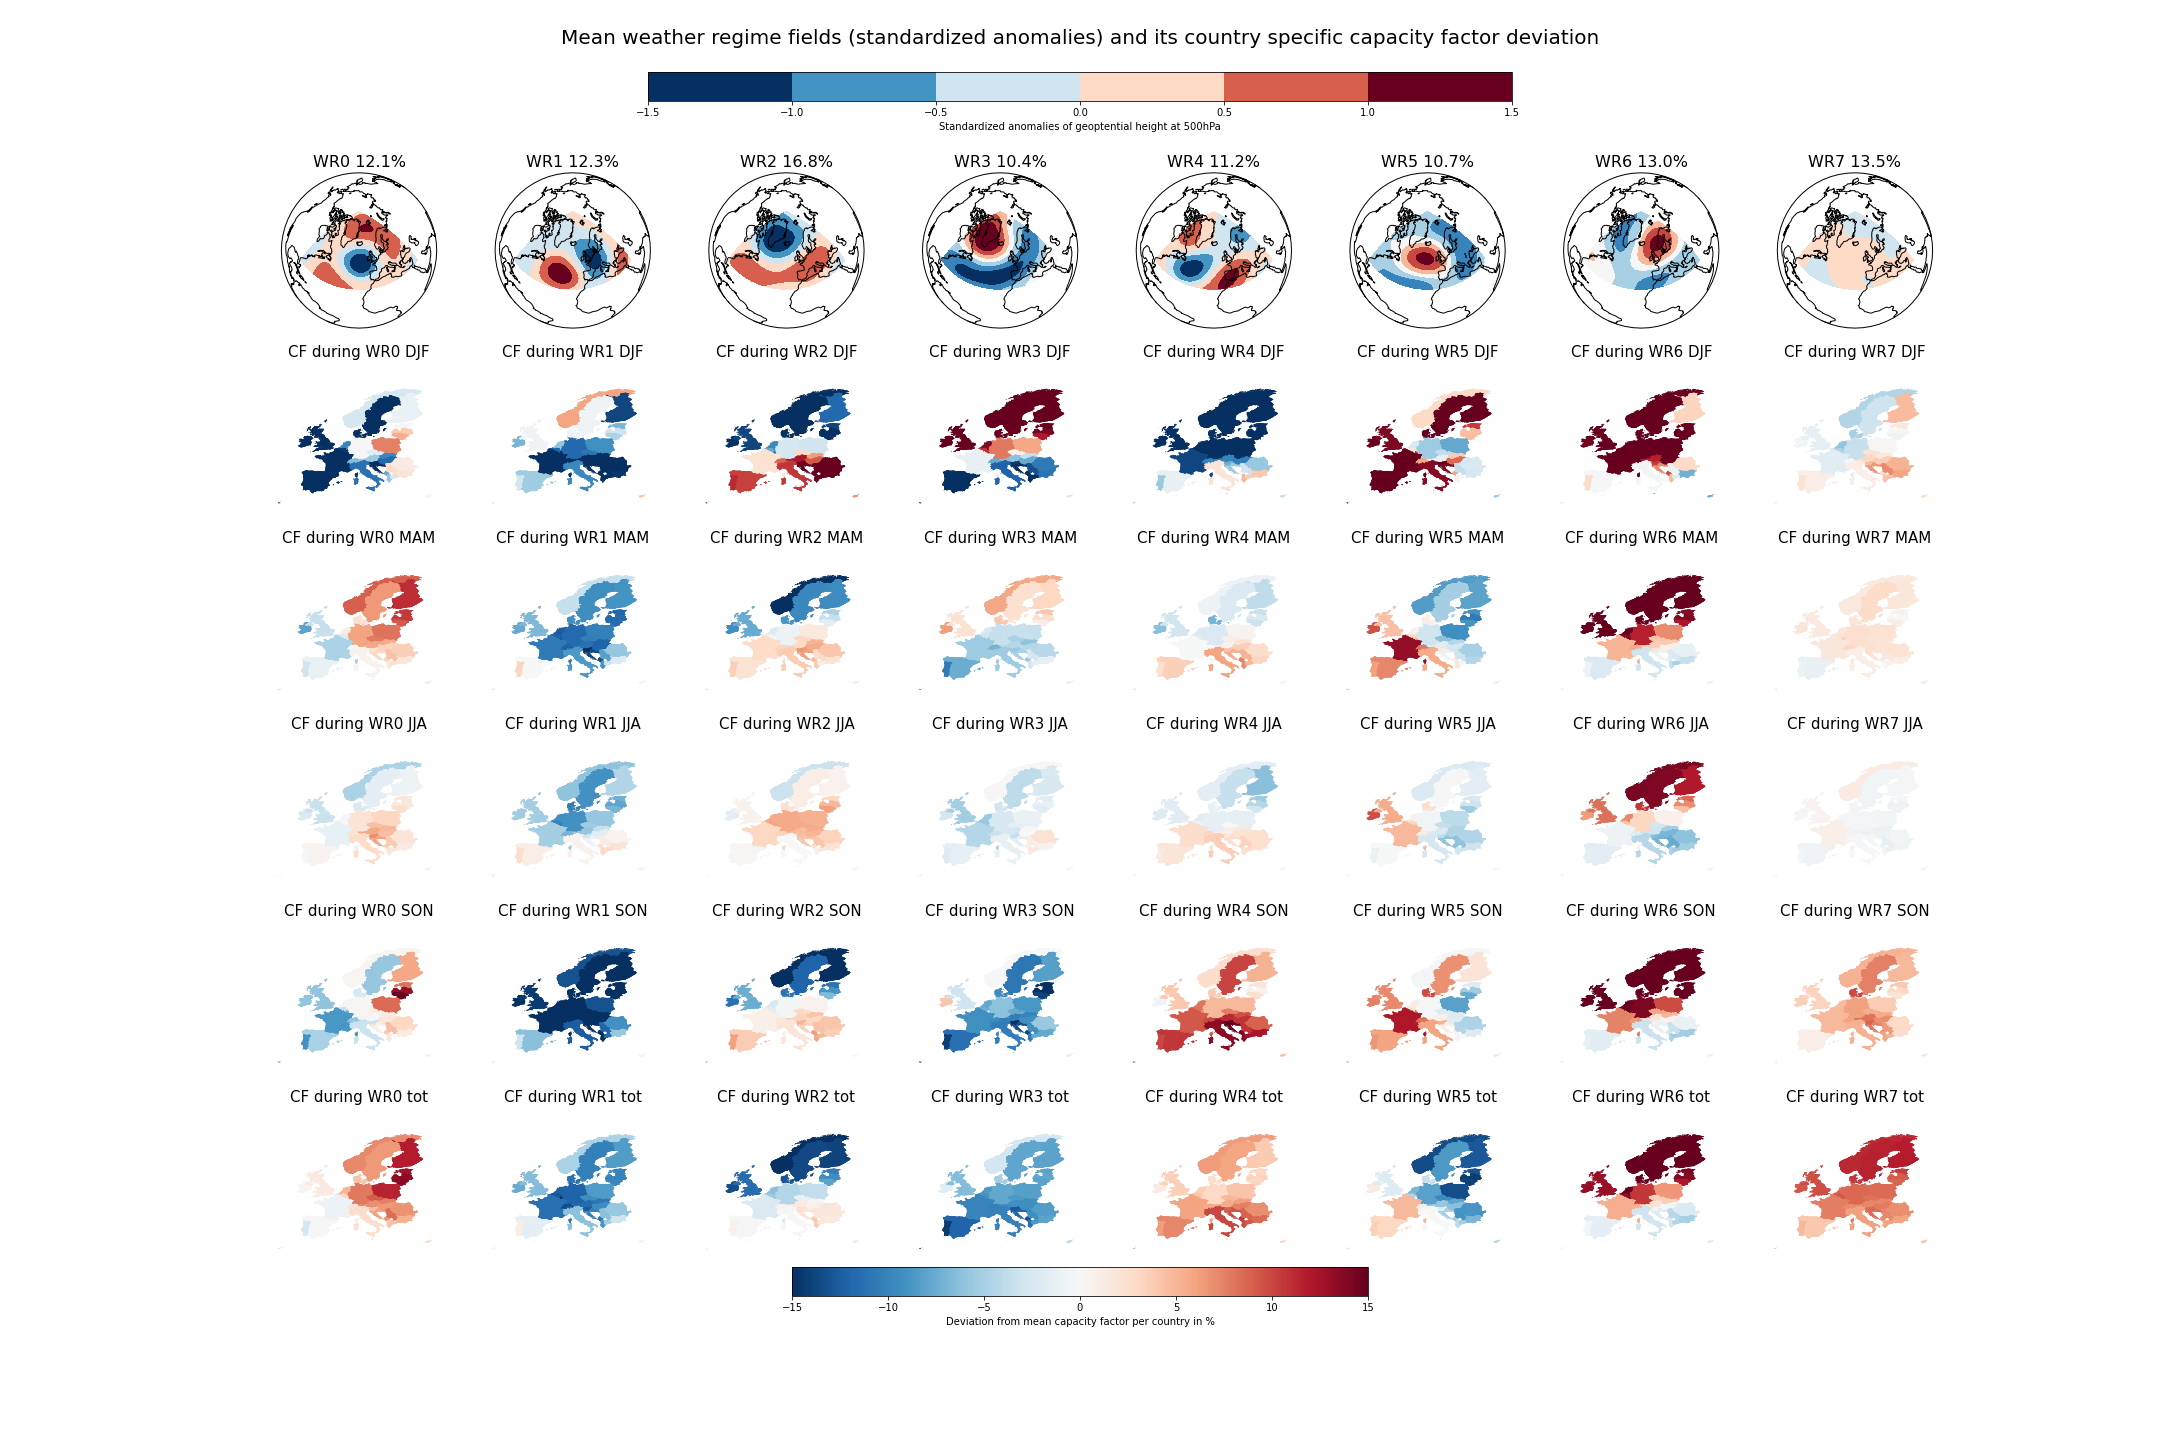 Mean weather regime fields (standardized anomalies) and its country specific capacity factor deviation
−1.5 −1.0 −0.5 0.0 0.5 1.0 1.5
Standardized anomalies of geoptential height at 500hPa
WR0 12.1% WR1 12.3% WR2 16.8% WR3 10.4% WR4 11.2% WR5 10.7% WR6 13.0% WR7 13.5%
CF during WR0 DJF CF during WR1 DJF CF during WR2 DJF CF during WR3 DJF CF during WR4 DJF CF during WR5 DJF CF during WR6 DJF CF during WR7 DJF
CF during WR0 MAM CF during WR1 MAM CF during WR2 MAM CF during WR3 MAM CF during WR4 MAM CF during WR5 MAM CF during WR6 MAM CF during WR7 MAM
CF during WR0 JJA CF during WR1 JJA CF during WR2 JJA CF during WR3 JJA CF during WR4 JJA CF during WR5 JJA CF during WR6 JJA CF during WR7 JJA
CF during WR0 SON CF during WR1 SON CF during WR2 SON CF during WR3 SON CF during WR4 SON CF during WR5 SON CF during WR6 SON CF during WR7 SON
CF during WR0 tot CF during WR1 tot CF during WR2 tot CF during WR3 tot CF during WR4 tot CF during WR5 tot CF during WR6 tot CF during WR7 tot
−15 −10 −5 0 5 10 15
Deviation from mean capacity factor per country in %